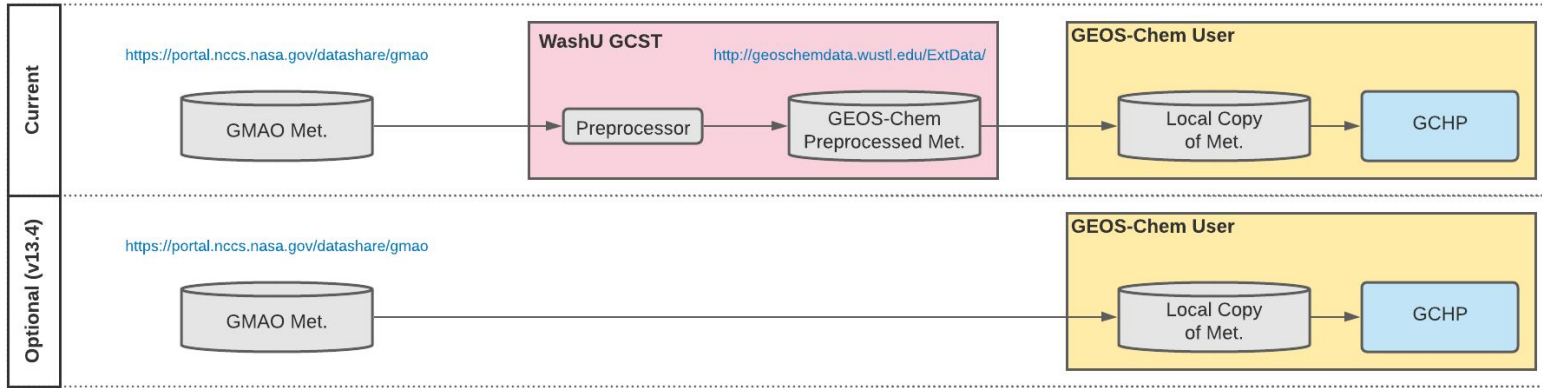 Current
https://portal.nccs.nasa.gov/datashare/gmao
GMAO Met.
WashU GCST
http://geoschemdata.wustl.edu/ExtData/
Preprocessor
GEOS-Chem
Preprocessed Met.
GEOS-Chem User
Local Copy
of Met.
GCHP
Optional (v13.4)
https://portal.nccs.nasa.gov/datashare/gmao
GMAO Met.
GEOS-Chem User
Local Copy
of Met.
GCHP